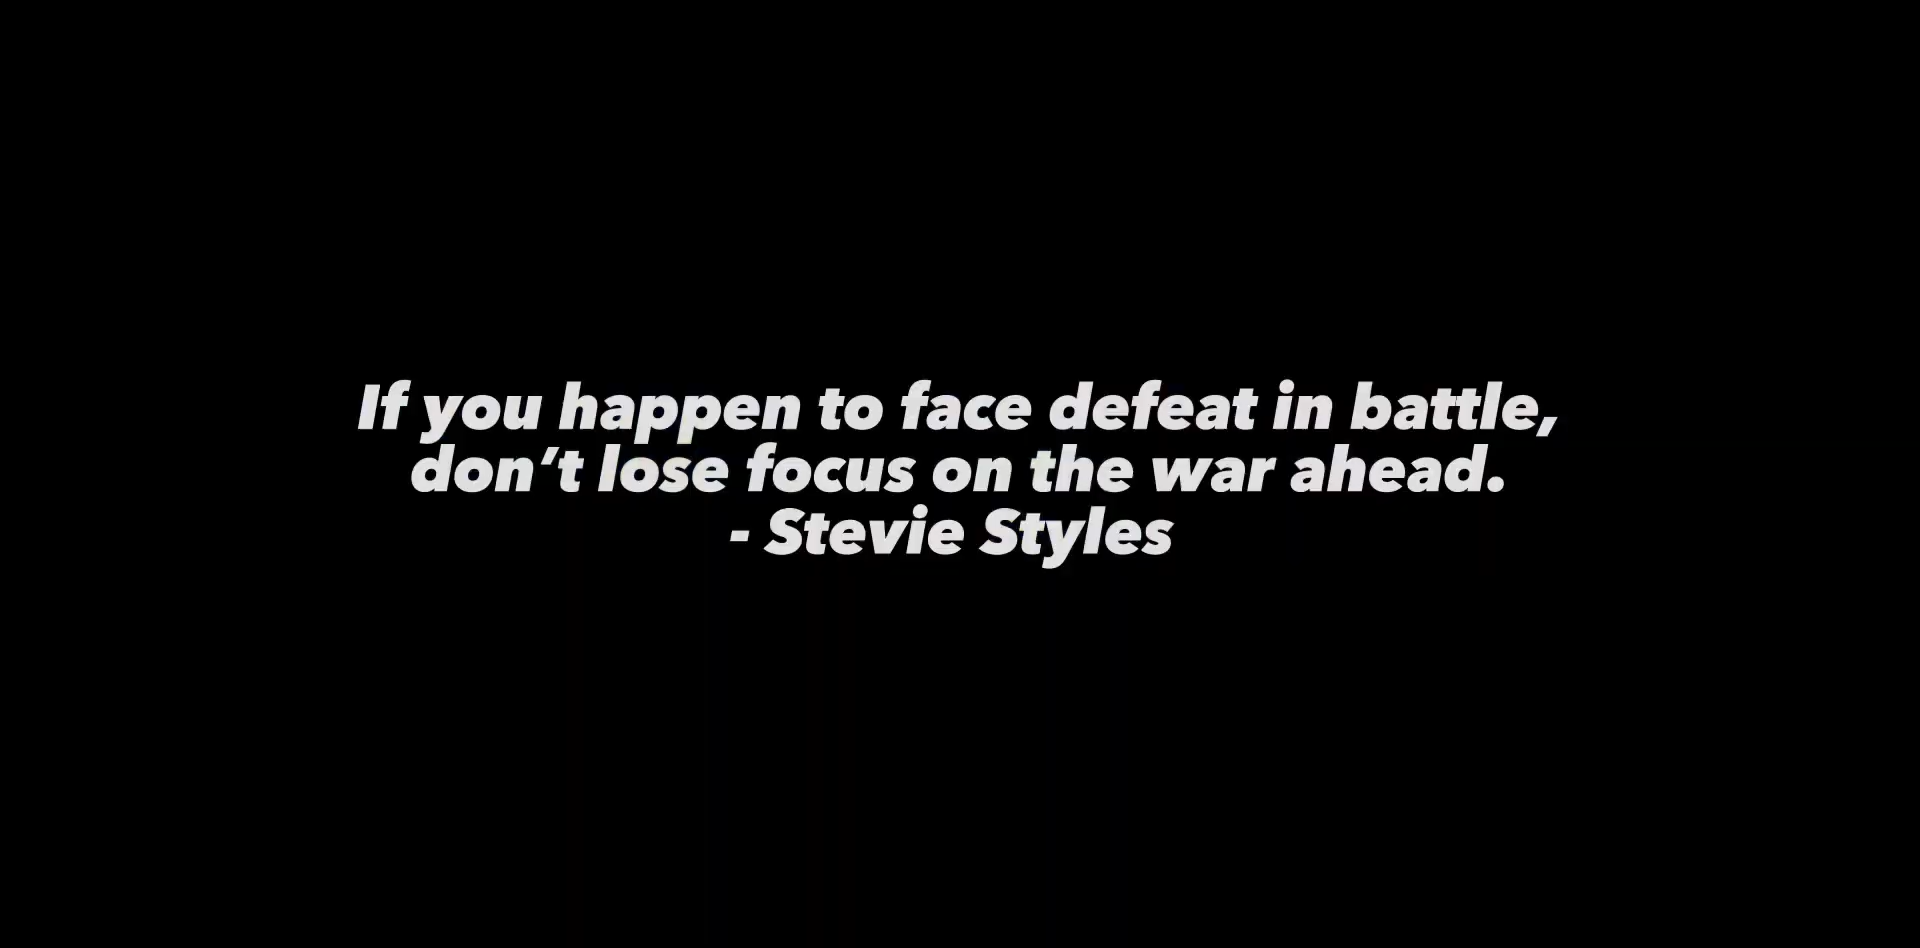 If you happen to face defeat in battle,
don’t lose focus on the war ahead.
- Stevie Styles